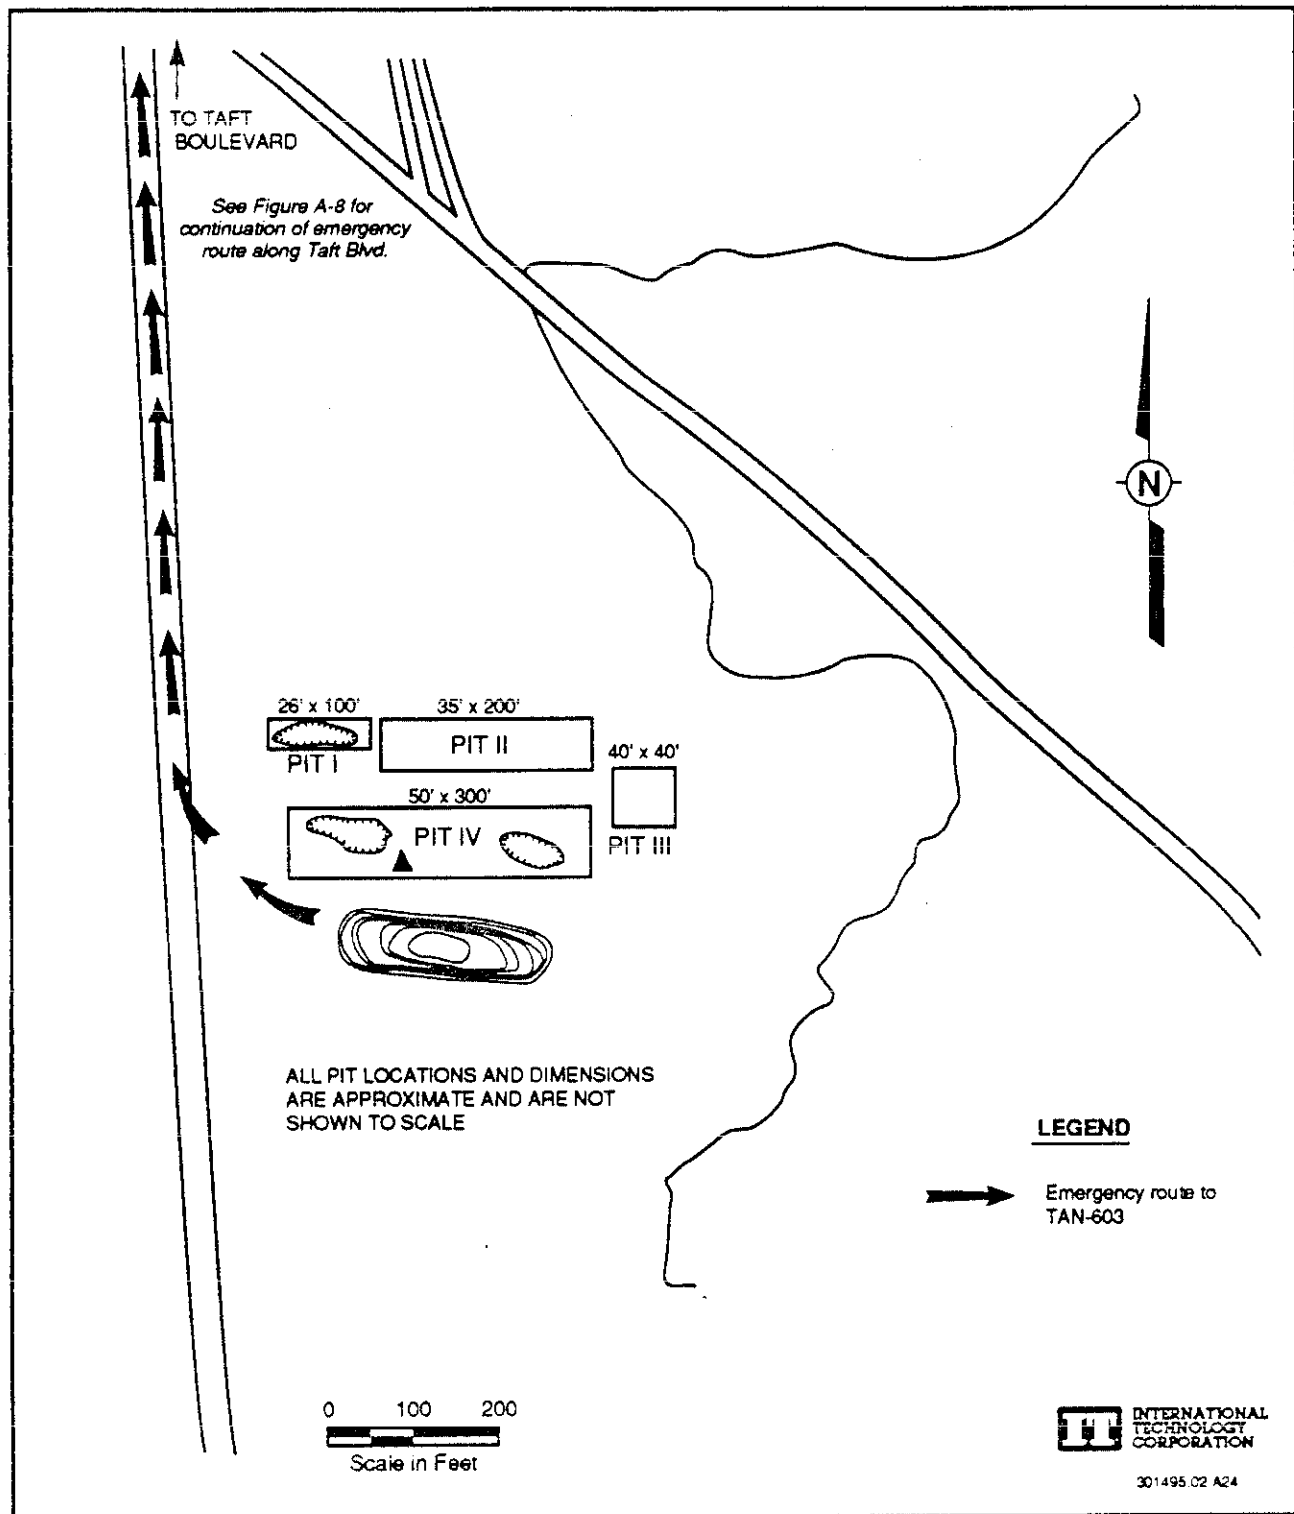 TO TAFT
BOULEVARD
See Figure A-8 for
continuation of emergency
route along Taft Blvd.
N
26' x 100'
35' x 200'
PIT I
PIT II
40' x 40'
50' x 300'
PIT IV
PIT III
ALL PIT LOCATIONS AND DIMENSIONS
ARE APPROXIMATE AND ARE NOT
SHOWN TO SCALE
LEGEND
Emergency route to
TAN-603
0 100 200
Scale in Feet
IT
INTERNATIONAL
TECHNOLOGY
CORPORATION
301495.02 A24